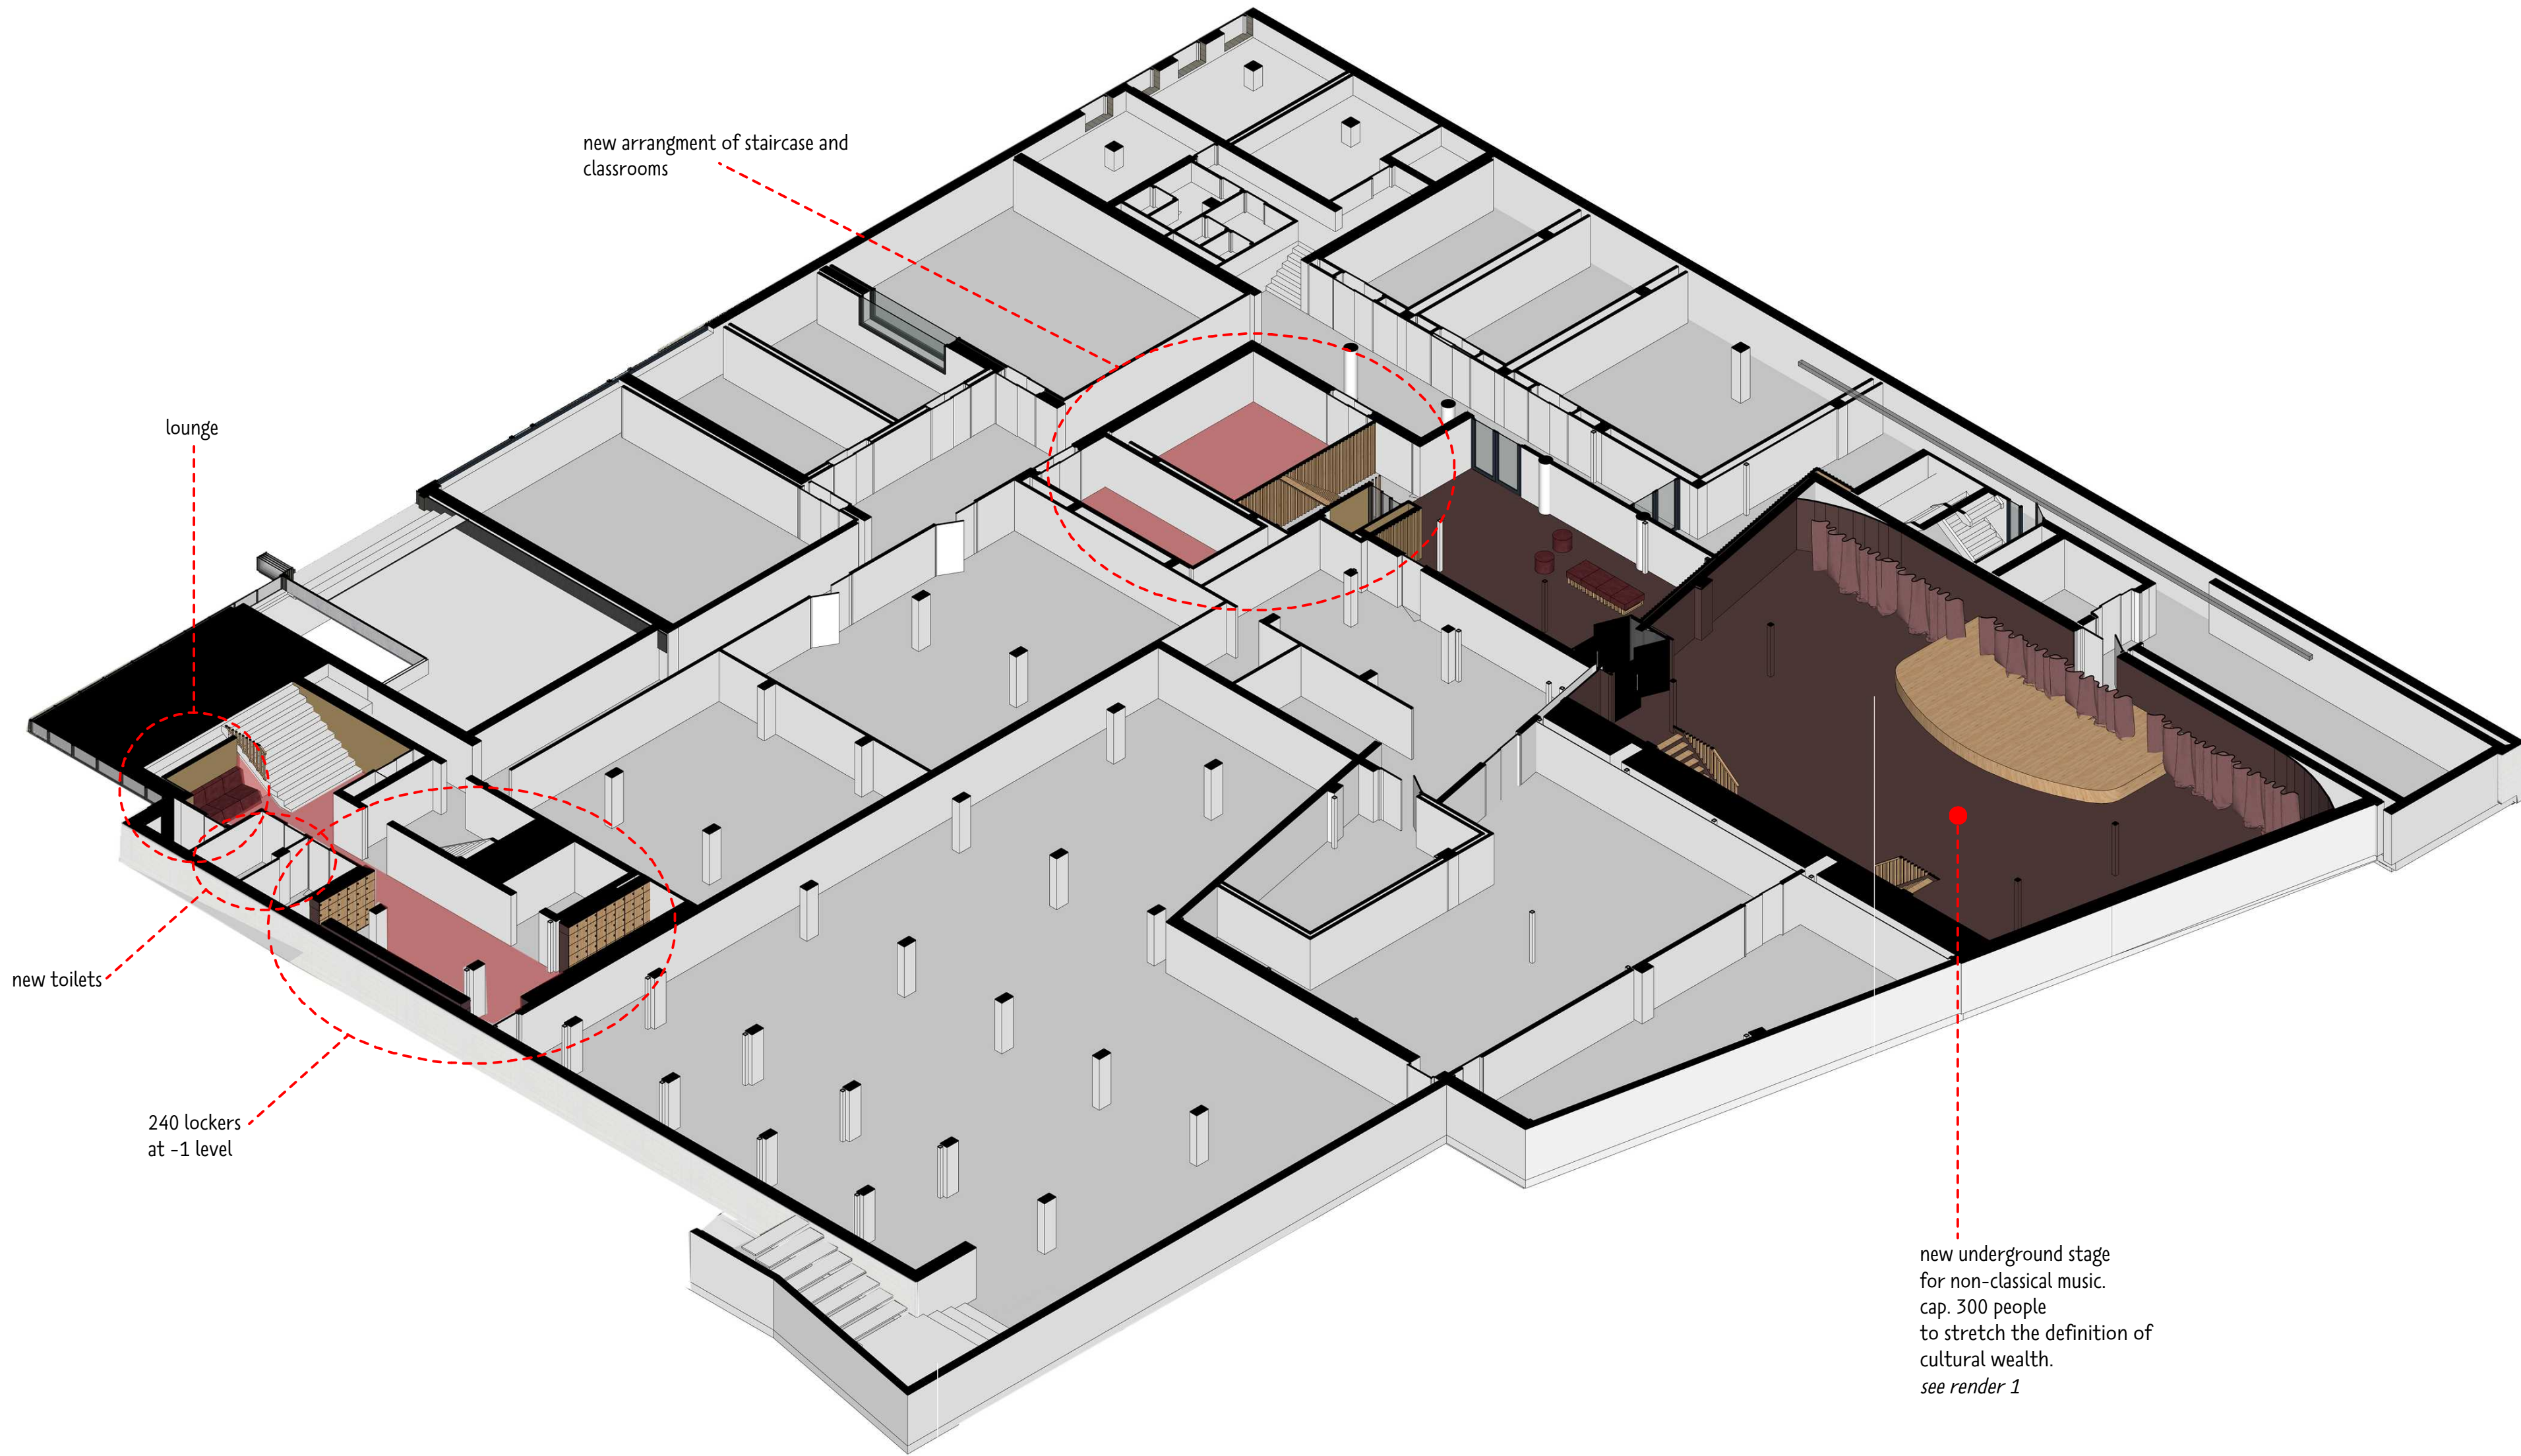 new arrangment of staircase and
classrooms
lounge
new toilets
240 lockers
at -1 level
new underground stage
for non-classical music.
cap. 300 people
to stretch the definition of
cultural wealth.
see render 1